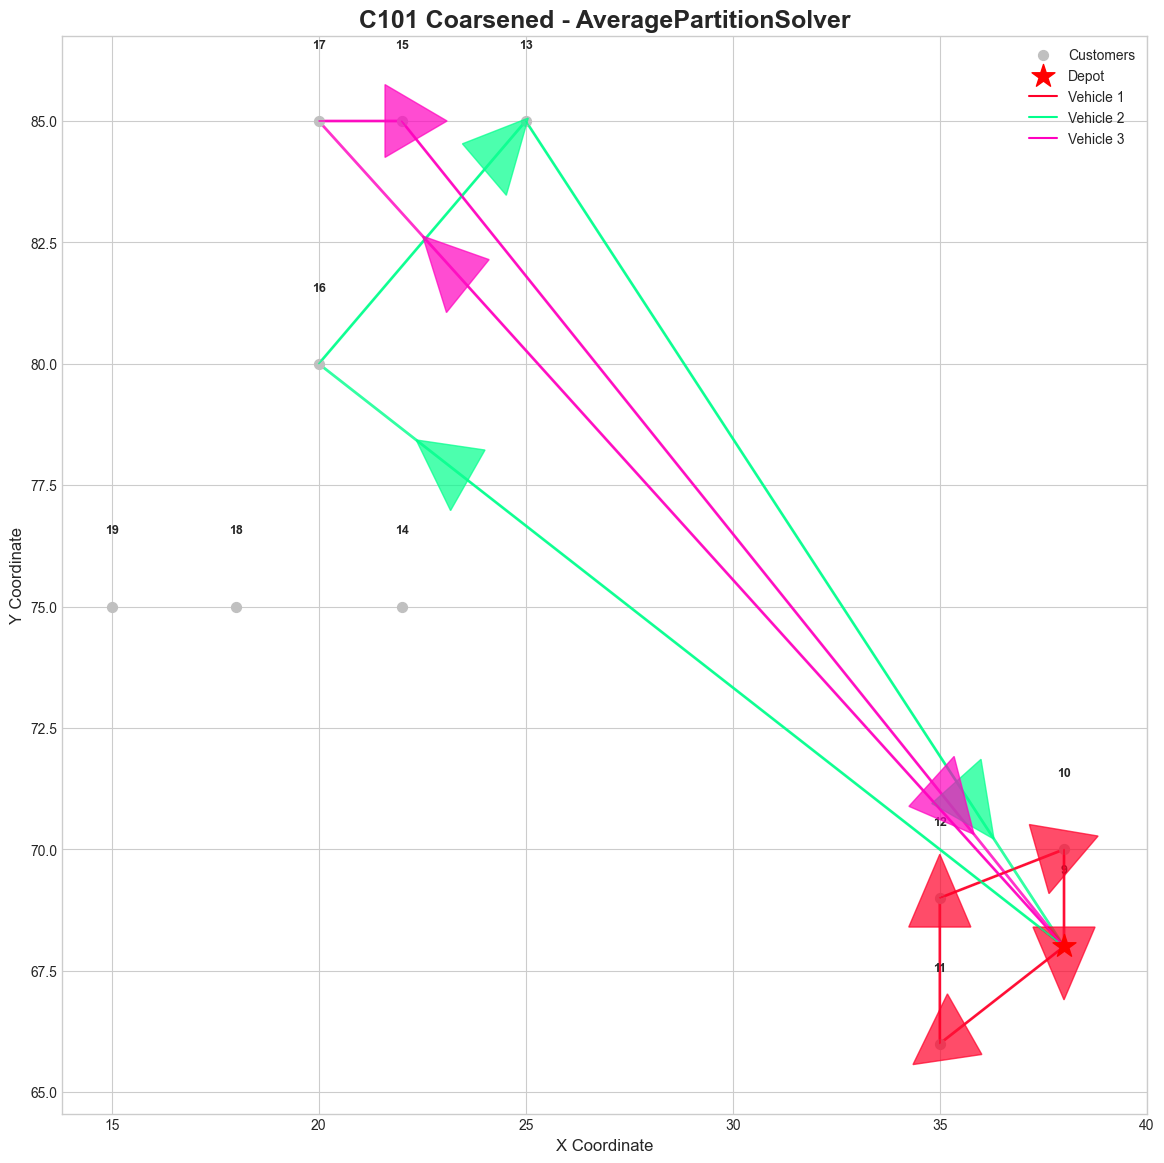 C101 Coarsened - AveragePartitionSolver
17 15 13
Customers
Depot
Vehicle 1
Vehicle 2
Vehicle 3
16
19 18 14
10
12
9
11
85.0
82.5
80.0
77.5
75.0
72.5
70.0
67.5
65.0
Y Coordinate
15 20 25 30 35 40
X Coordinate